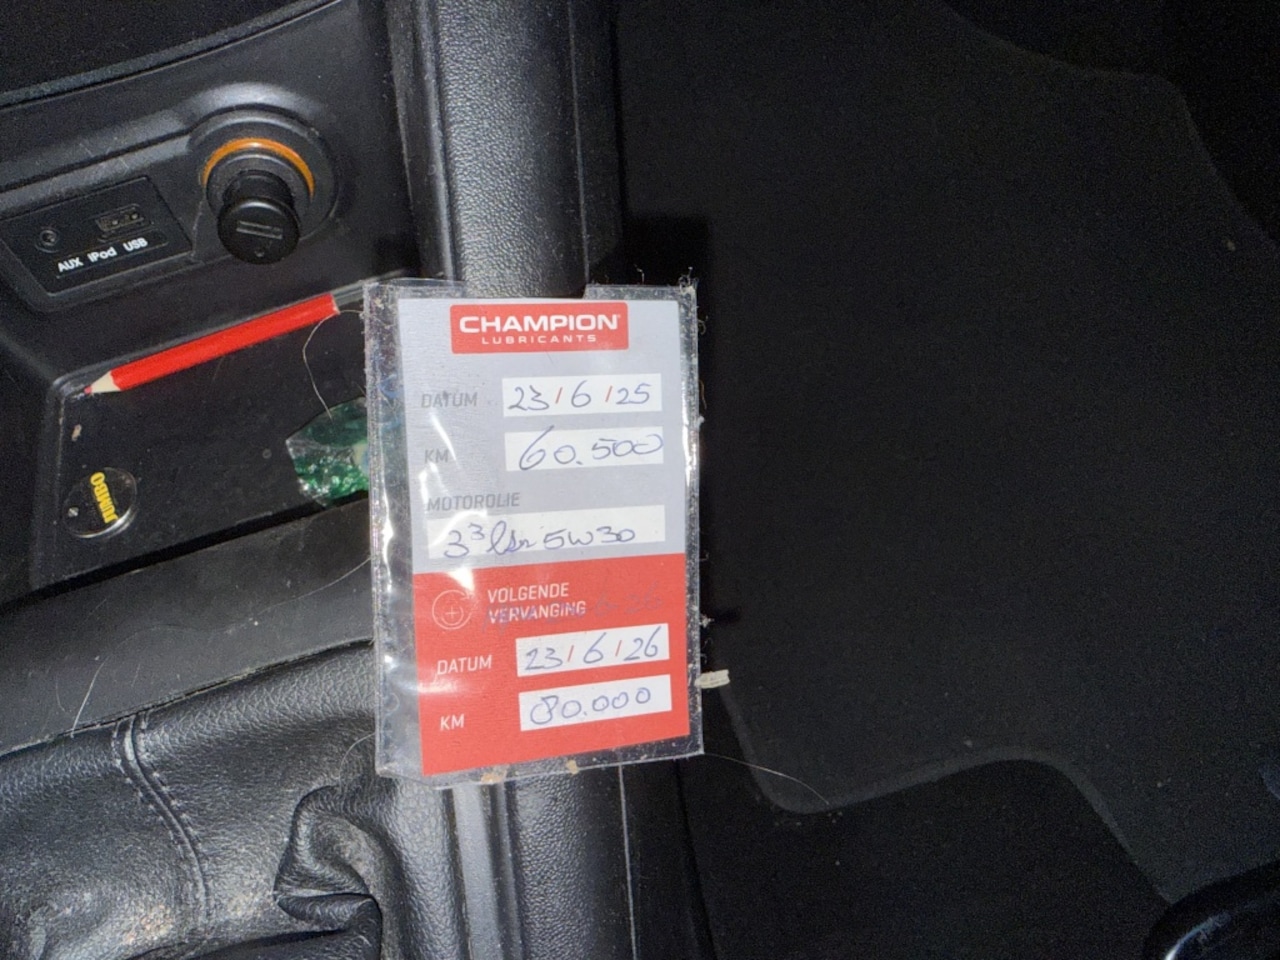 AUX iPod USB
JUMBO
CHAMPION
LUBRICANTS
DATUM 23/6/25
KM 60.500
MOTOROLIE
3³ ltr 5W30
VOLGENDE
VERVANGING
DATUM 23/6/26
KM 80.000